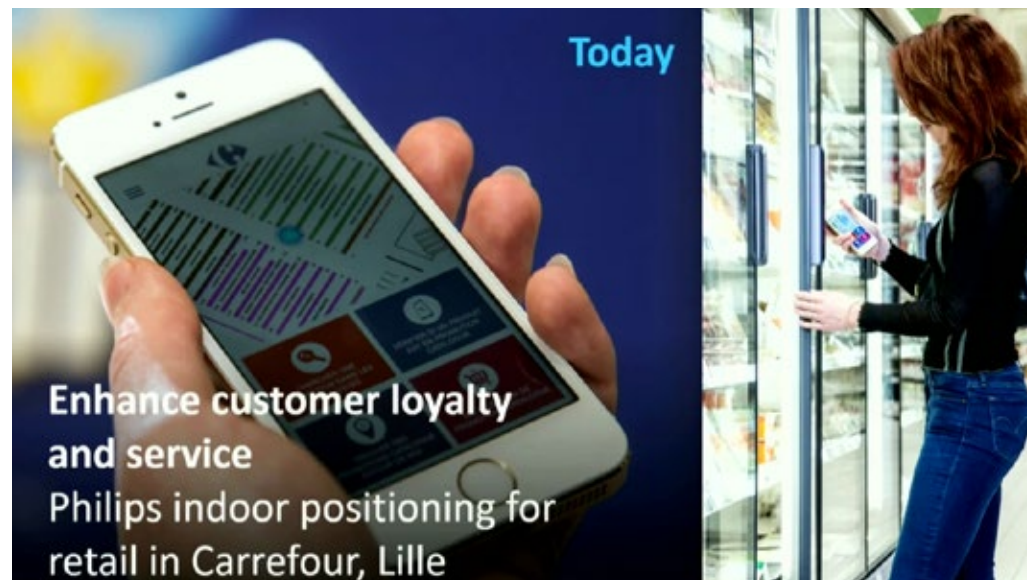 Today
Enhance customer loyalty
and service
Philips indoor positioning for
retail in Carrefour, Lille